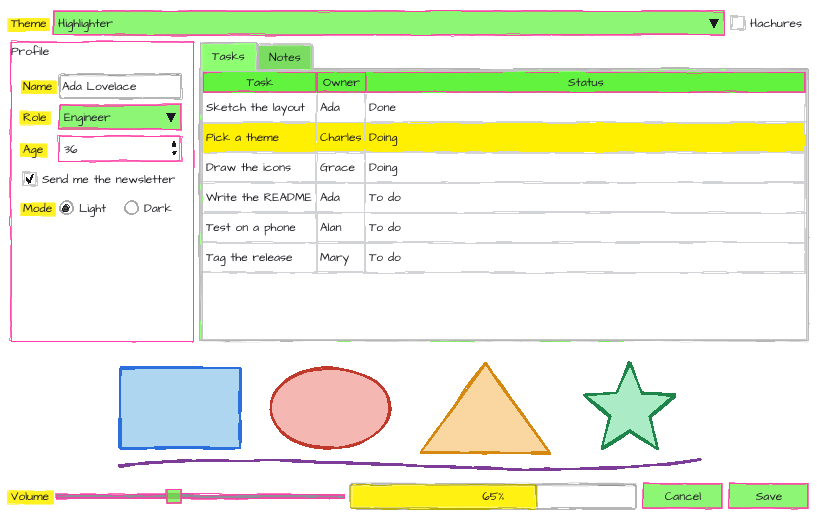 Theme Highlighter Hachures
Profile
Name Ada Lovelace
Role Engineer
Age 36
Send me the newsletter
Mode Light Dark
Tasks Notes
Task Owner Status
Sketch the layout Ada Done
Pick a theme Charles Doing
Draw the icons Grace Doing
Write the README Ada To do
Test on a phone Alan To do
Tag the release Mary To do
Volume 65% Cancel Save